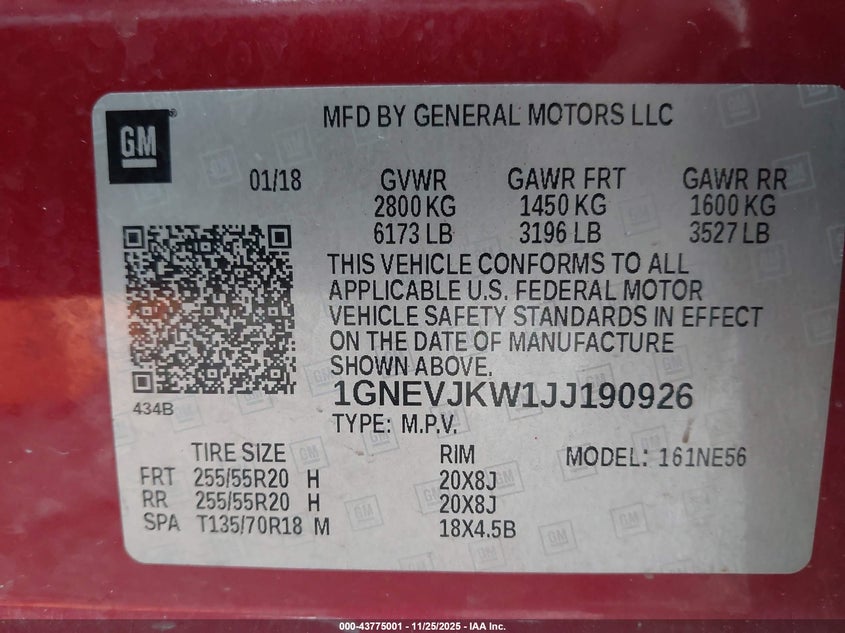 GM ®
MFD BY GENERAL MOTORS LLC
01/18 GVWR GAWR FRT GAWR RR
2800 KG 1450 KG 1600 KG
6173 LB 3196 LB 3527 LB
THIS VEHICLE CONFORMS TO ALL
APPLICABLE U.S. FEDERAL MOTOR
VEHICLE SAFETY STANDARDS IN EFFECT
ON THE DATE OF MANUFACTURE
SHOWN ABOVE.
1GNEVJKW1JJ190926
434B
TYPE: M.P.V.
TIRE SIZE RIM MODEL: 161NE56
FRT 255/55R20 H 20X8J
RR 255/55R20 H 20X8J
SPA T135/70R18 M 18X4.5B
000-43775001 - 11/25/2025 - IAA Inc.